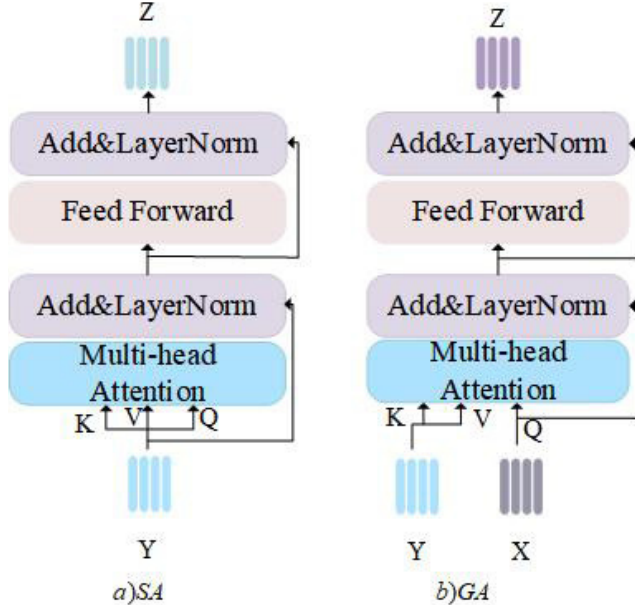 Z
Add&LayerNorm
Feed Forward
Add&LayerNorm
Multi-head
Attention
K V Q
Y
a)SA
Z
Add&LayerNorm
Feed Forward
Add&LayerNorm
Multi-head
Attention
K V Q
Y X
b)GA